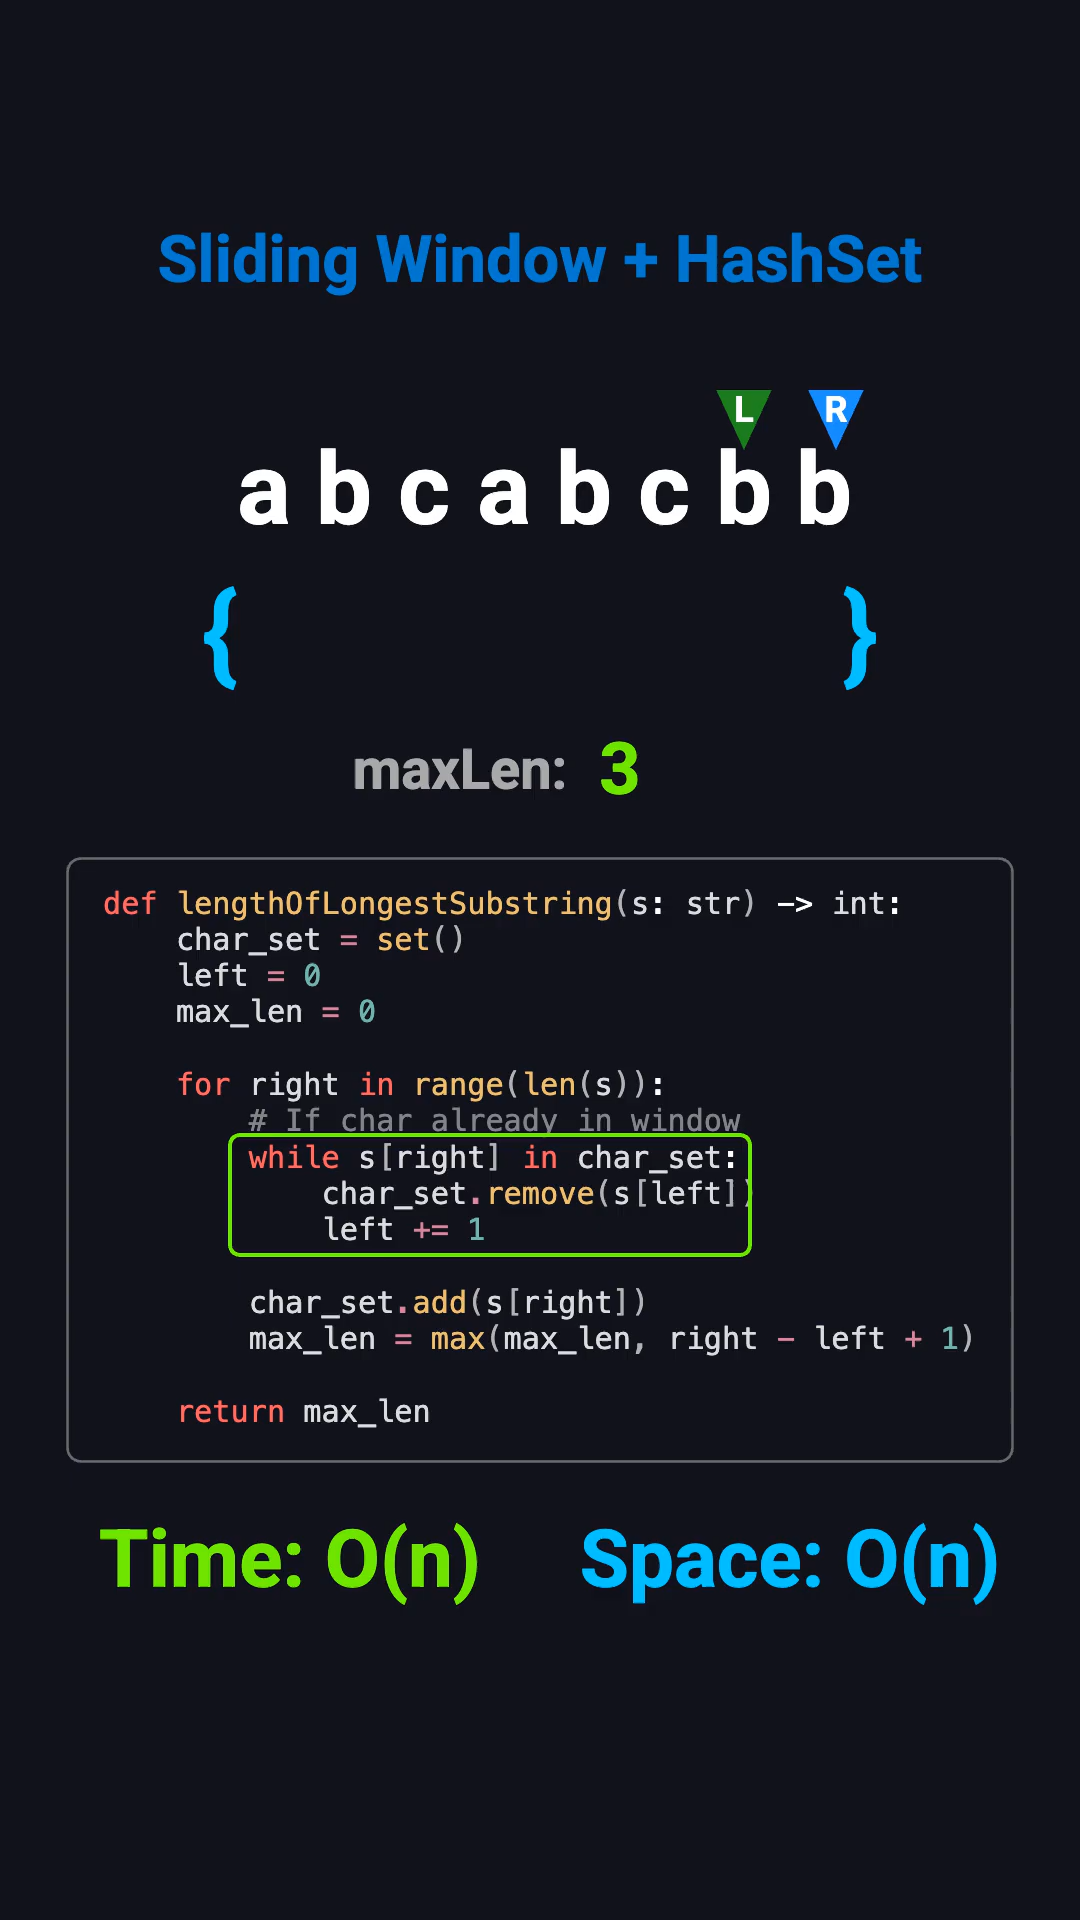 Sliding Window + HashSet
L R
a b c a b c b b
{ }
maxLen: 3
def lengthOfLongestSubstring(s: str) -> int:
    char_set = set()
    left = 0
    max_len = 0
    for right in range(len(s)):
        # If char already in window
        while s[right] in char_set:
            char_set.remove(s[left])
            left += 1
        char_set.add(s[right])
        max_len = max(max_len, right - left + 1)
    return max_len
Time: O(n) Space: O(n)